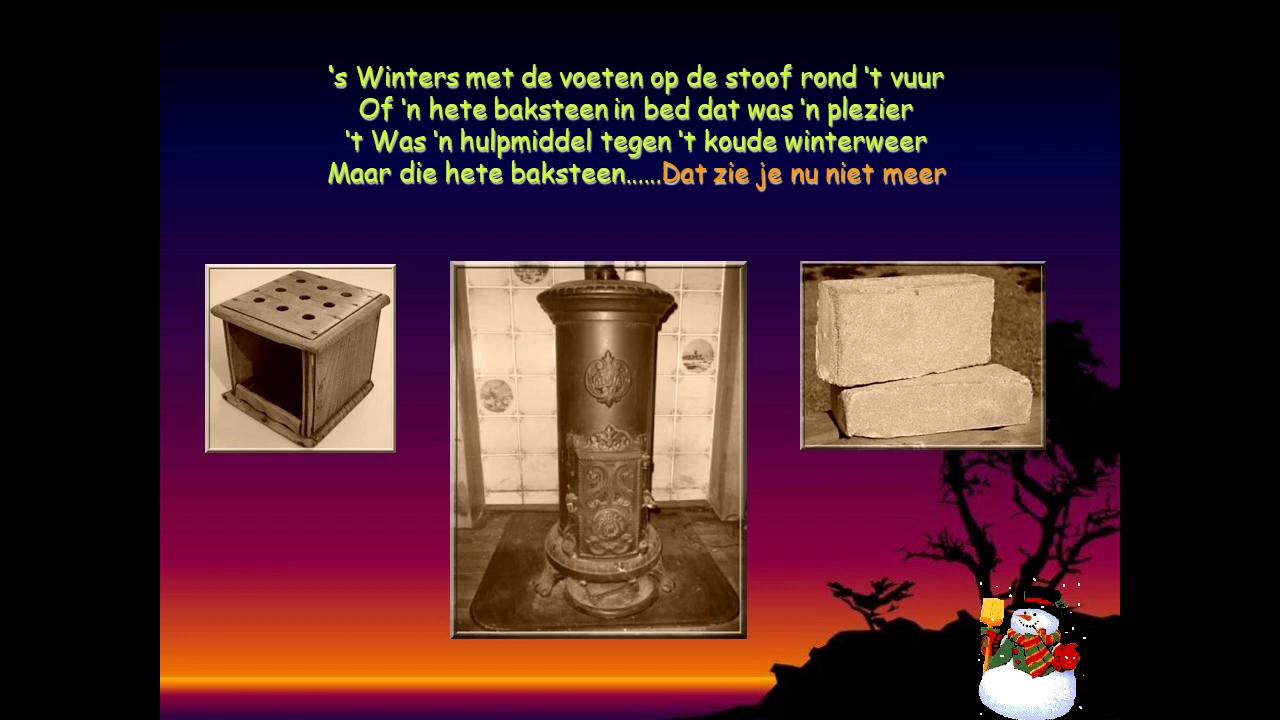 ‘s Winters met de voeten op de stoof rond ‘t vuur
Of ‘n hete baksteen in bed dat was ‘n plezier
‘t Was ‘n hulpmiddel tegen ‘t koude winterweer
Maar die hete baksteen......Dat zie je nu niet meer